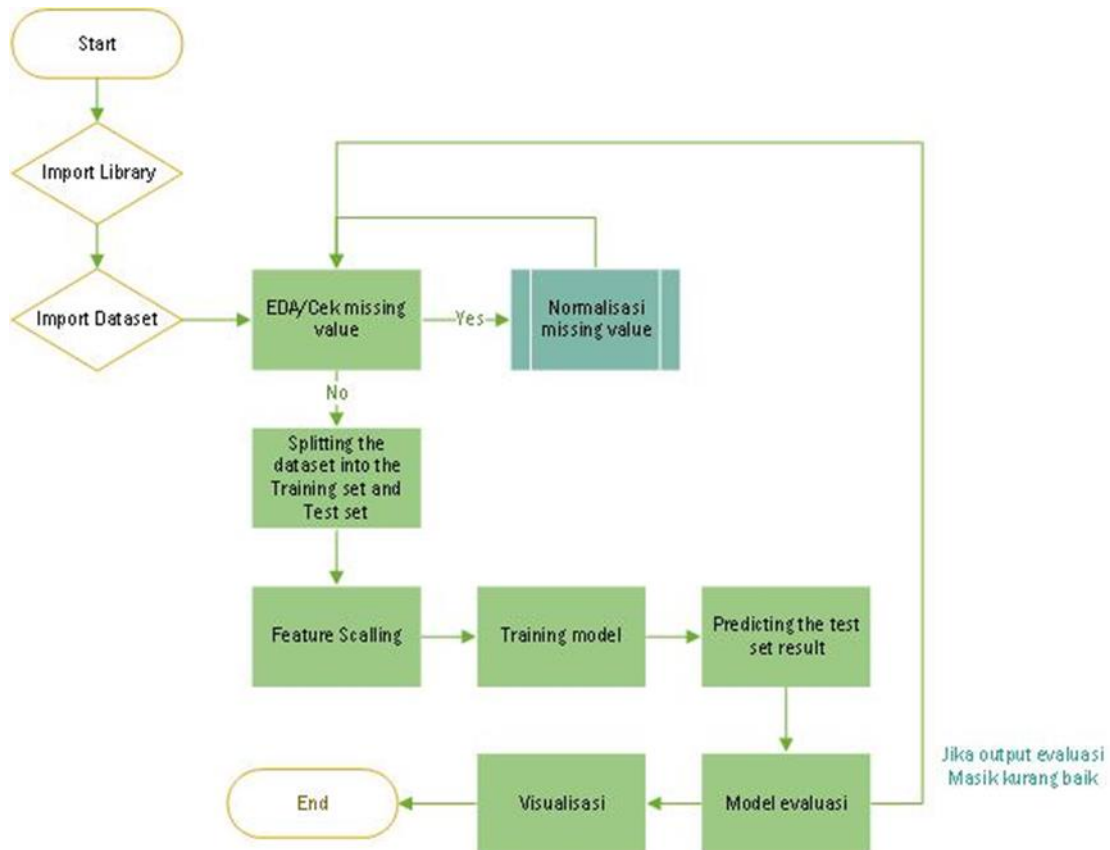 Start
Import Library
Import Dataset
EDA/Cek missing
value
Yes
Normalisasi
missing value
No
Splitting the
dataset into the
Training set and
Test set
Feature Scalling
Training model
Predicting the test
set result
Jika output evaluasi
Masik kurang baik
End
Visualisasi
Model evaluasi